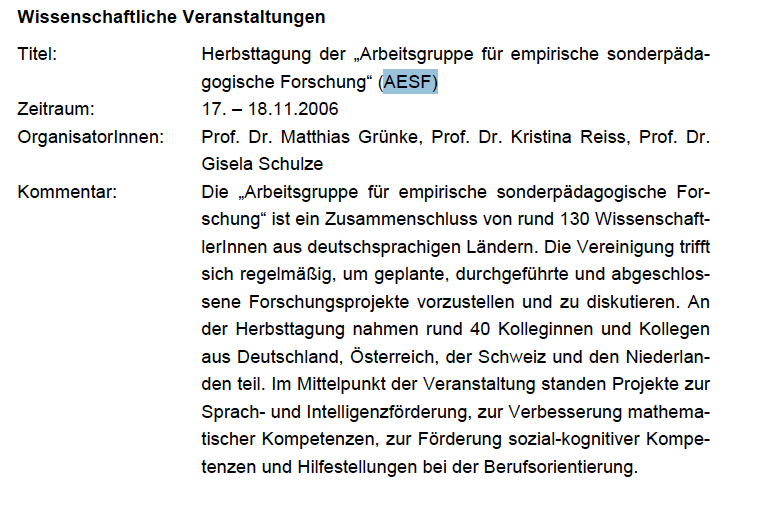 Wissenschaftliche Veranstaltungen
Titel: Herbsttagung der „Arbeitsgruppe für empirische sonderpäda-
gogische Forschung“ (AESF)
Zeitraum: 17. – 18.11.2006
OrganisatorInnen: Prof. Dr. Matthias Grünke, Prof. Dr. Kristina Reiss, Prof. Dr.
Gisela Schulze
Kommentar: Die „Arbeitsgruppe für empirische sonderpädagogische For-
schung“ ist ein Zusammenschluss von rund 130 Wissenschaft-
lerInnen aus deutschsprachigen Ländern. Die Vereinigung trifft
sich regelmäßig, um geplante, durchgeführte und abgeschlos-
sene Forschungsprojekte vorzustellen und zu diskutieren. An
der Herbsttagung nahmen rund 40 Kolleginnen und Kollegen
aus Deutschland, Österreich, der Schweiz und den Niederlan-
den teil. Im Mittelpunkt der Veranstaltung standen Projekte zur
Sprach- und Intelligenzförderung, zur Verbesserung mathema-
tischer Kompetenzen, zur Förderung sozial-kognitiver Kompe-
tenzen und Hilfestellungen bei der Berufsorientierung.